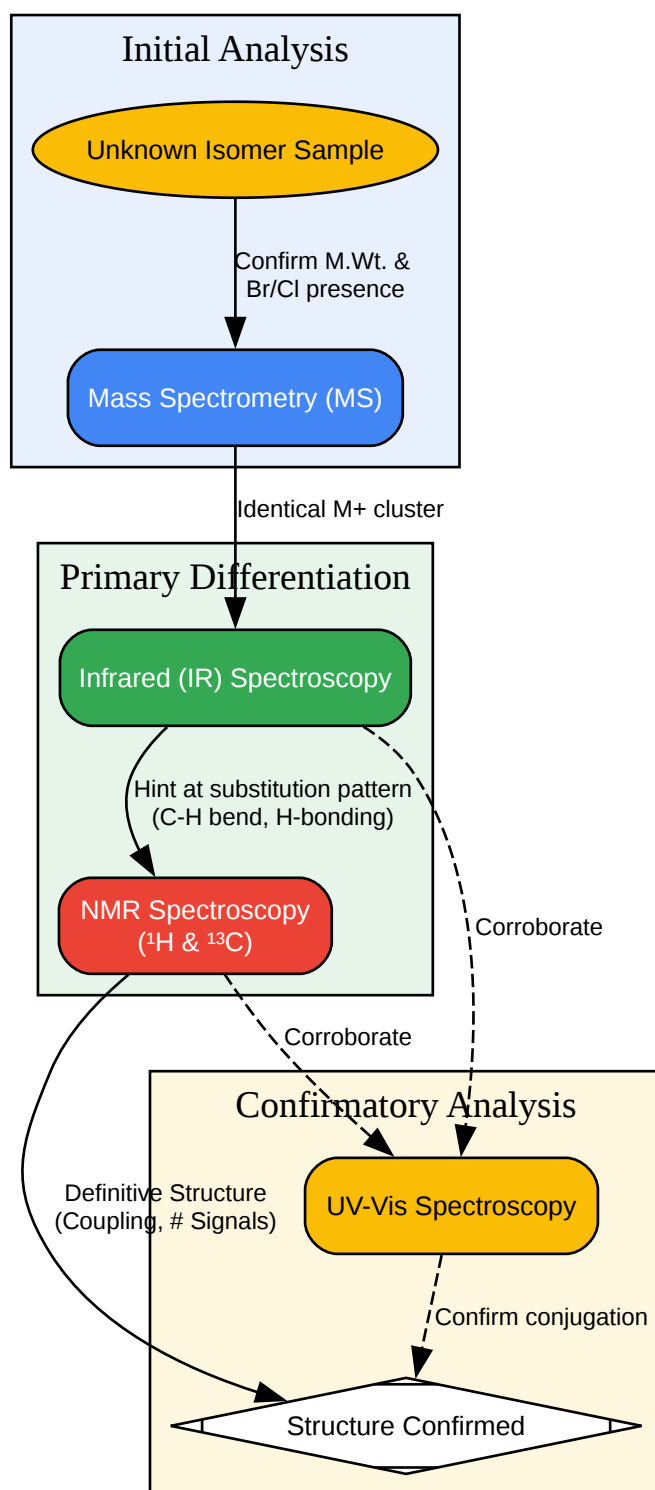 Initial Analysis
Unknown Isomer Sample
Confirm M.Wt. &
Br/Cl presence
Mass Spectrometry (MS)
Identical M+ cluster
Primary Differentiation
Infrared (IR) Spectroscopy
Hint at substitution pattern
(C-H bend, H-bonding)
NMR Spectroscopy
(¹H & ¹³C)
Corroborate
Corroborate
Confirmatory Analysis
Definitive Structure
(Coupling, # Signals)
UV-Vis Spectroscopy
Confirm conjugation
Structure Confirmed